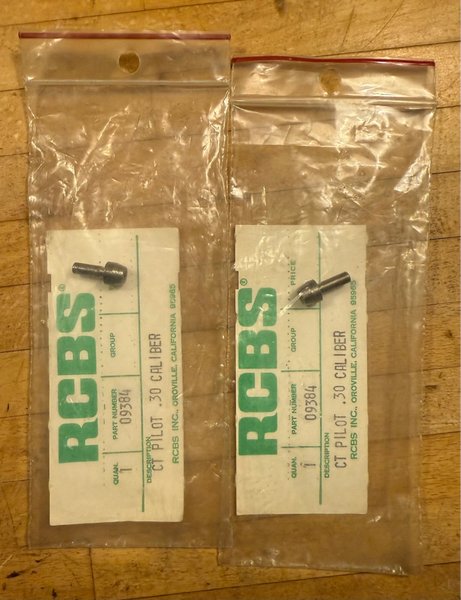 RCBS®
QUAN. PART NUMBER GROUP
1 09384
DESCRIPTION
CT PILOT .30 CALIBER
RCBS INC., OROVILLE, CALIFORNIA 95965
RCBS®
QUAN. PART NUMBER GROUP PRICE
1 09384
DESCRIPTION
CT PILOT .30 CALIBER
RCBS INC., OROVILLE, CALIFORNIA 95965